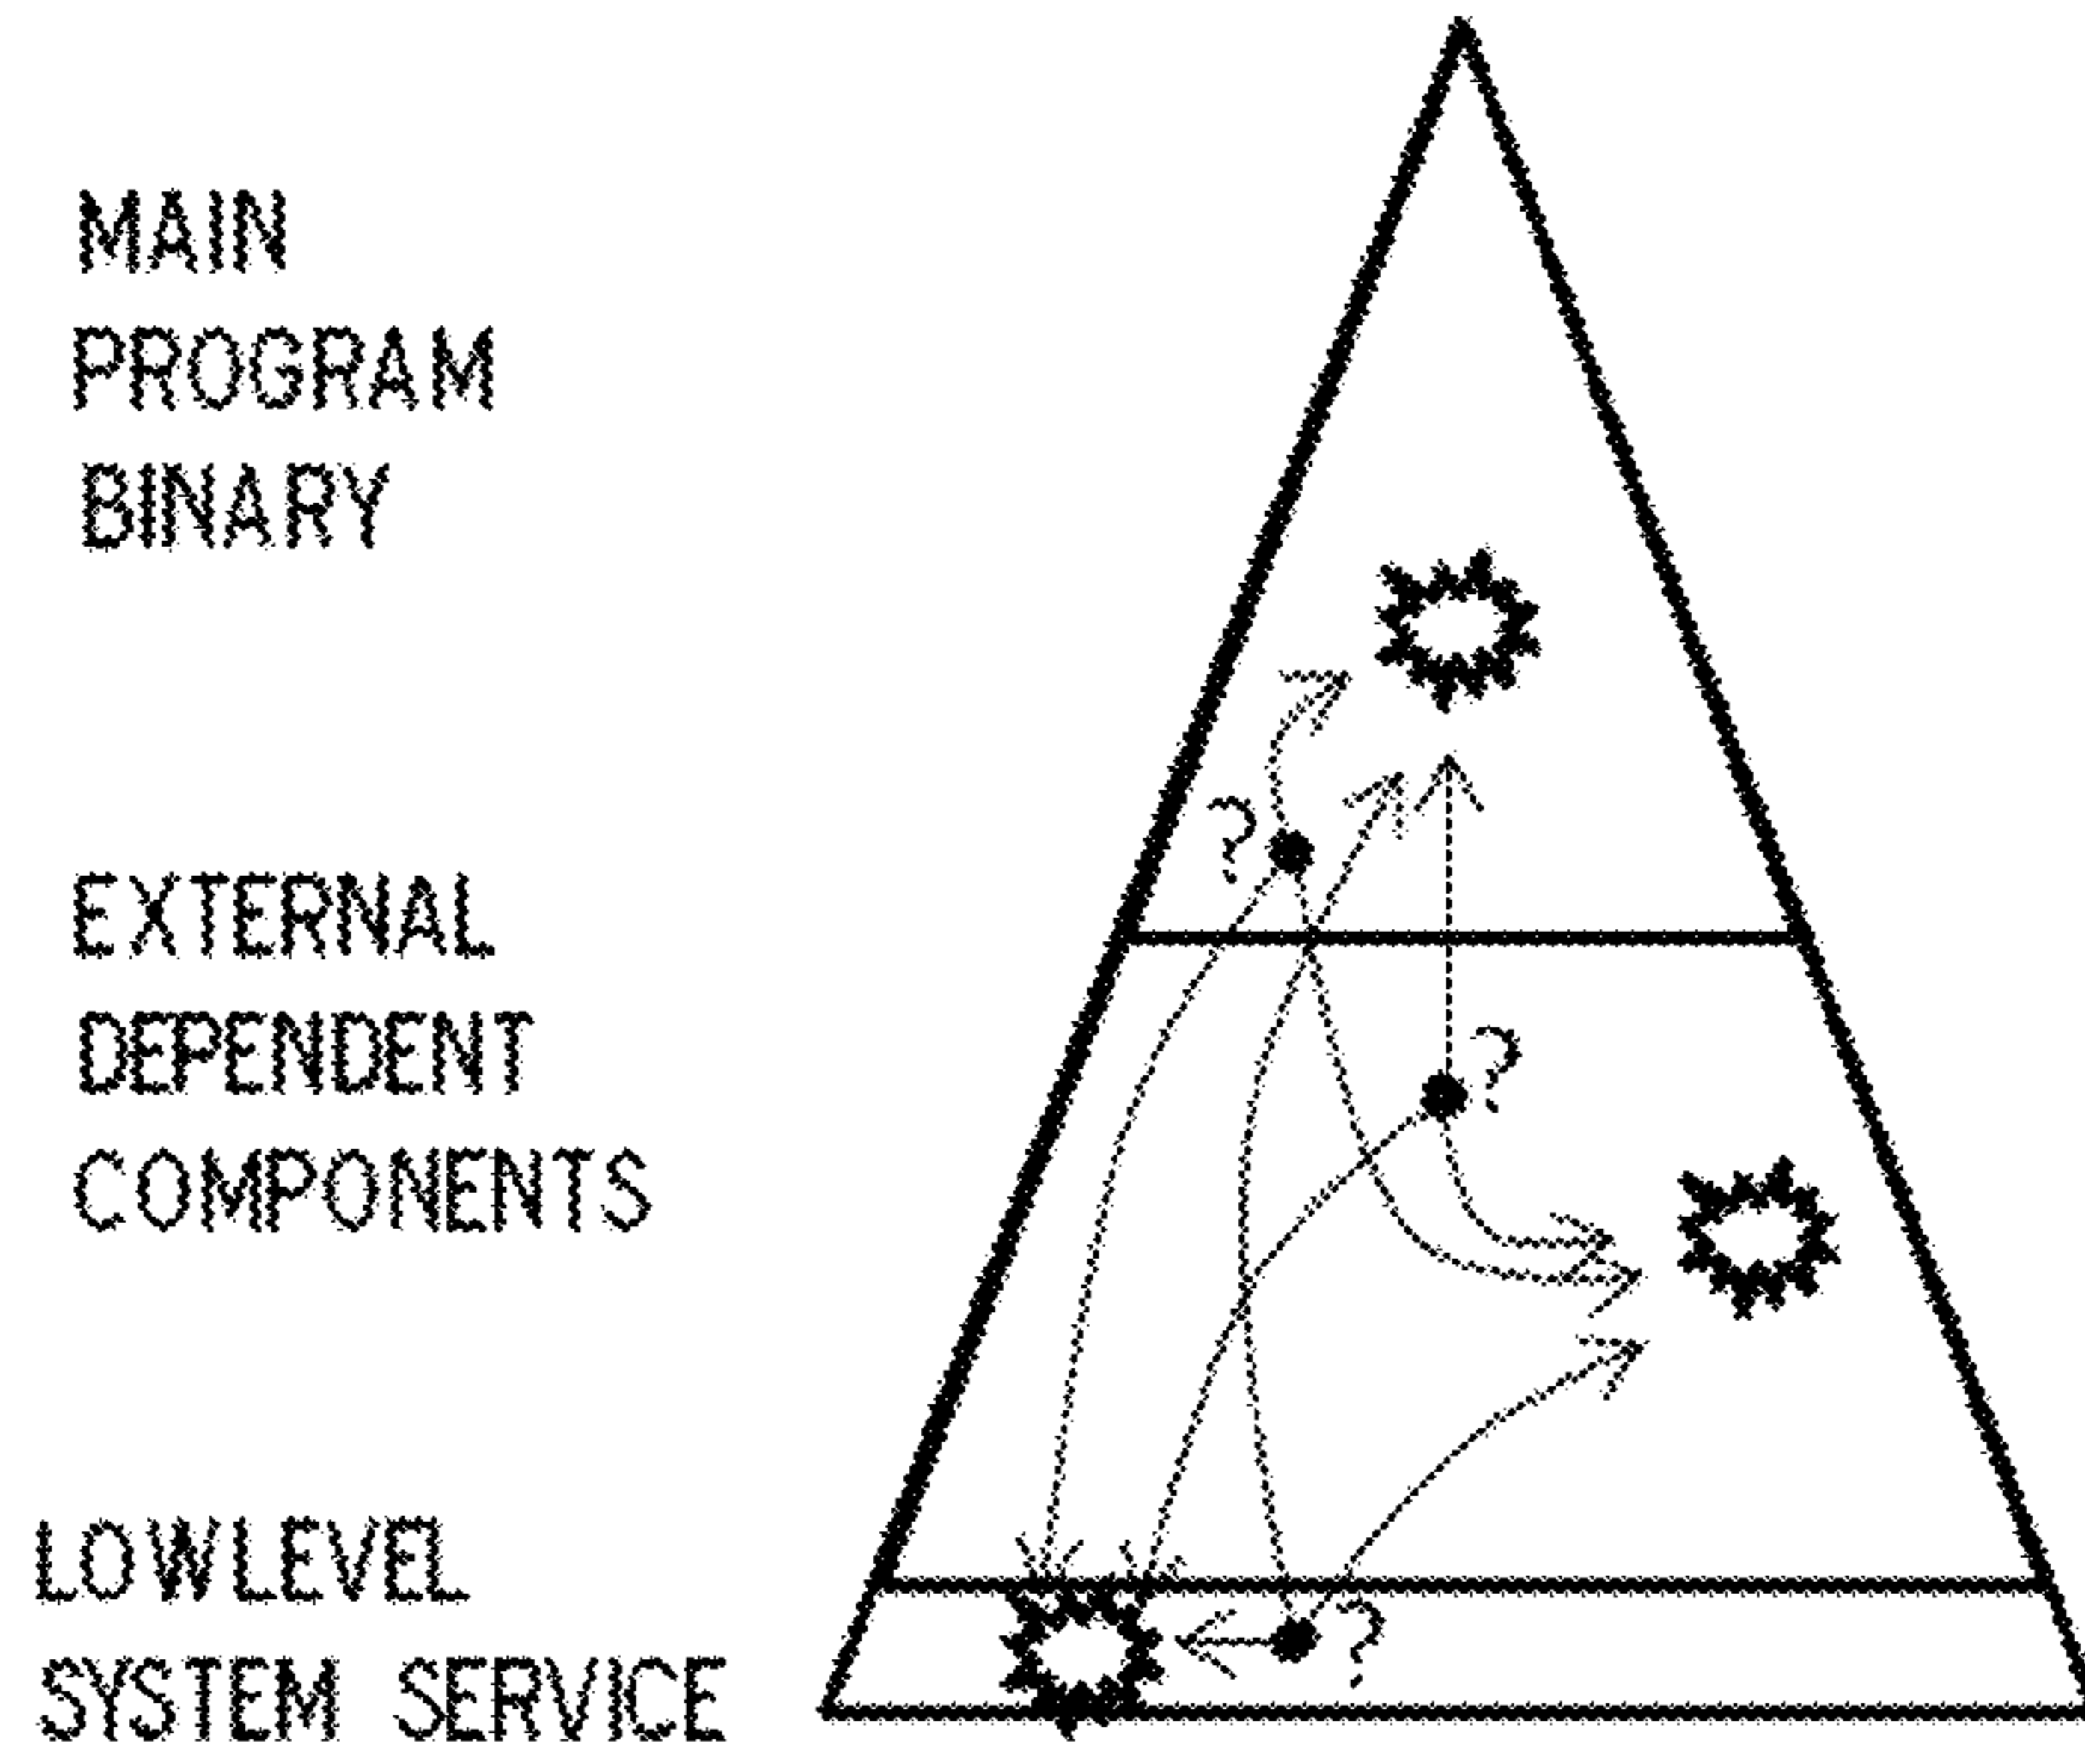 MAIN
PROGRAM
BINARY
?
EXTERNAL
DEPENDENT
?
COMPONENTS
LOWLEVEL
?
SYSTEM SERVICE